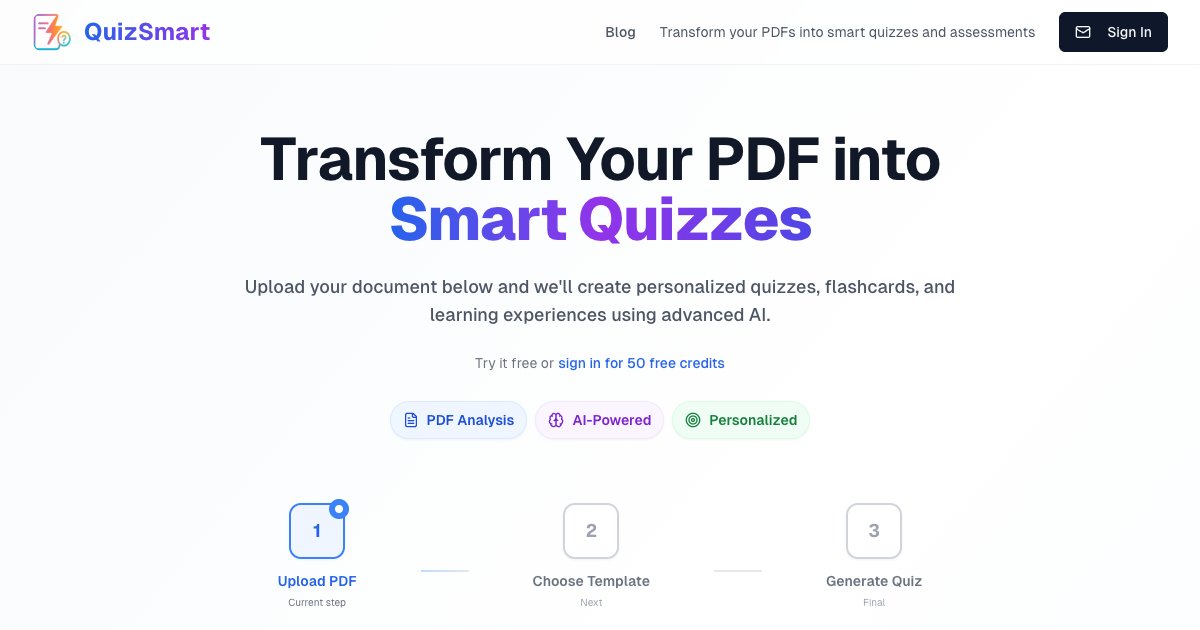 QuizSmart
Blog
Transform your PDFs into smart quizzes and assessments
Sign In
Transform Your PDF into
Smart Quizzes
Upload your document below and we'll create personalized quizzes, flashcards, and
learning experiences using advanced AI.
Try it free or sign in for 50 free credits
PDF Analysis
AI-Powered
Personalized
1
2
3
Upload PDF
Choose Template
Generate Quiz
Current step
Next
Final